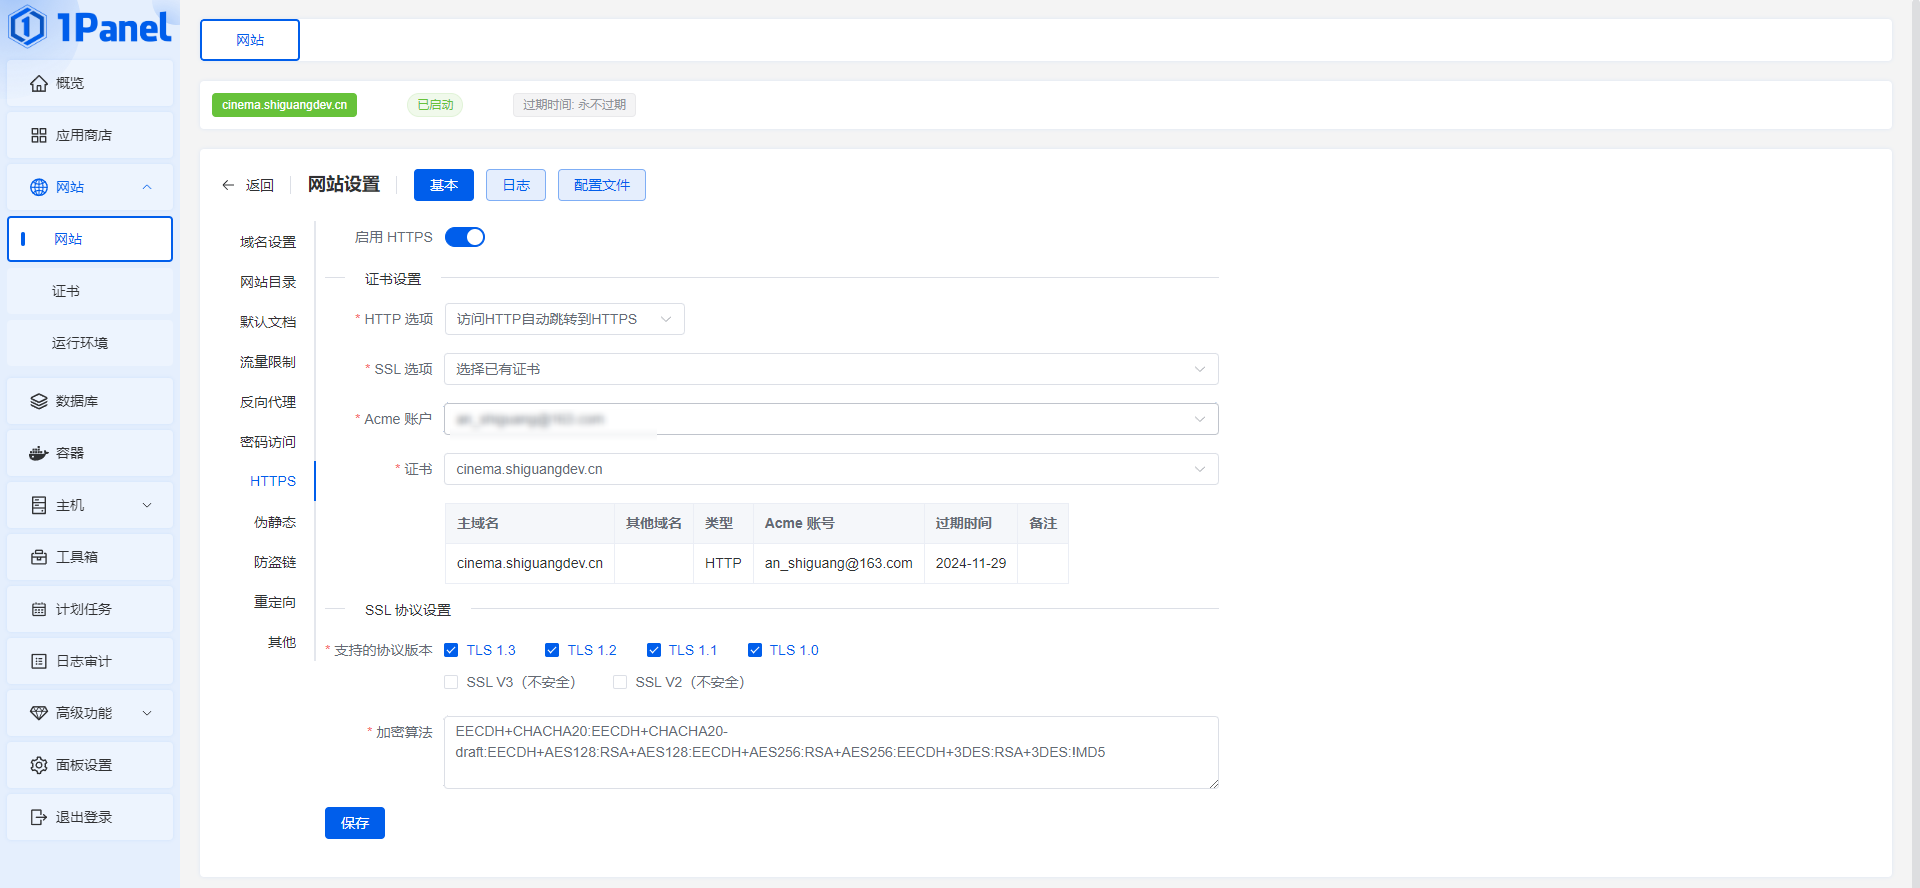 1Panel
概览
应用商店
网站
网站
证书
运行环境
数据库
容器
主机
工具箱
计划任务
日志审计
高级功能
面板设置
退出登录
网站
cinema.shiguangdev.cn
已启动
过期时间: 永不过期
返回
网站设置
基本
日志
配置文件
域名设置
网站目录
默认文档
流量限制
反向代理
密码访问
HTTPS
伪静态
防盗链
重定向
其他
启用 HTTPS
证书设置
* HTTP 选项 访问HTTP自动跳转到HTTPS
* SSL 选项 选择已有证书
* Acme 账户
* 证书 cinema.shiguangdev.cn
主域名 其他域名 类型 Acme 账号 过期时间 备注
cinema.shiguangdev.cn HTTP an_shiguang@163.com 2024-11-29
SSL 协议设置
* 支持的协议版本 TLS 1.3 TLS 1.2 TLS 1.1 TLS 1.0
SSL V3（不安全） SSL V2（不安全）
* 加密算法 EECDH+CHACHA20:EECDH+CHACHA20-
draft:EECDH+AES128:RSA+AES128:EECDH+AES256:RSA+AES256:EECDH+3DES:RSA+3DES:!MD5
保存